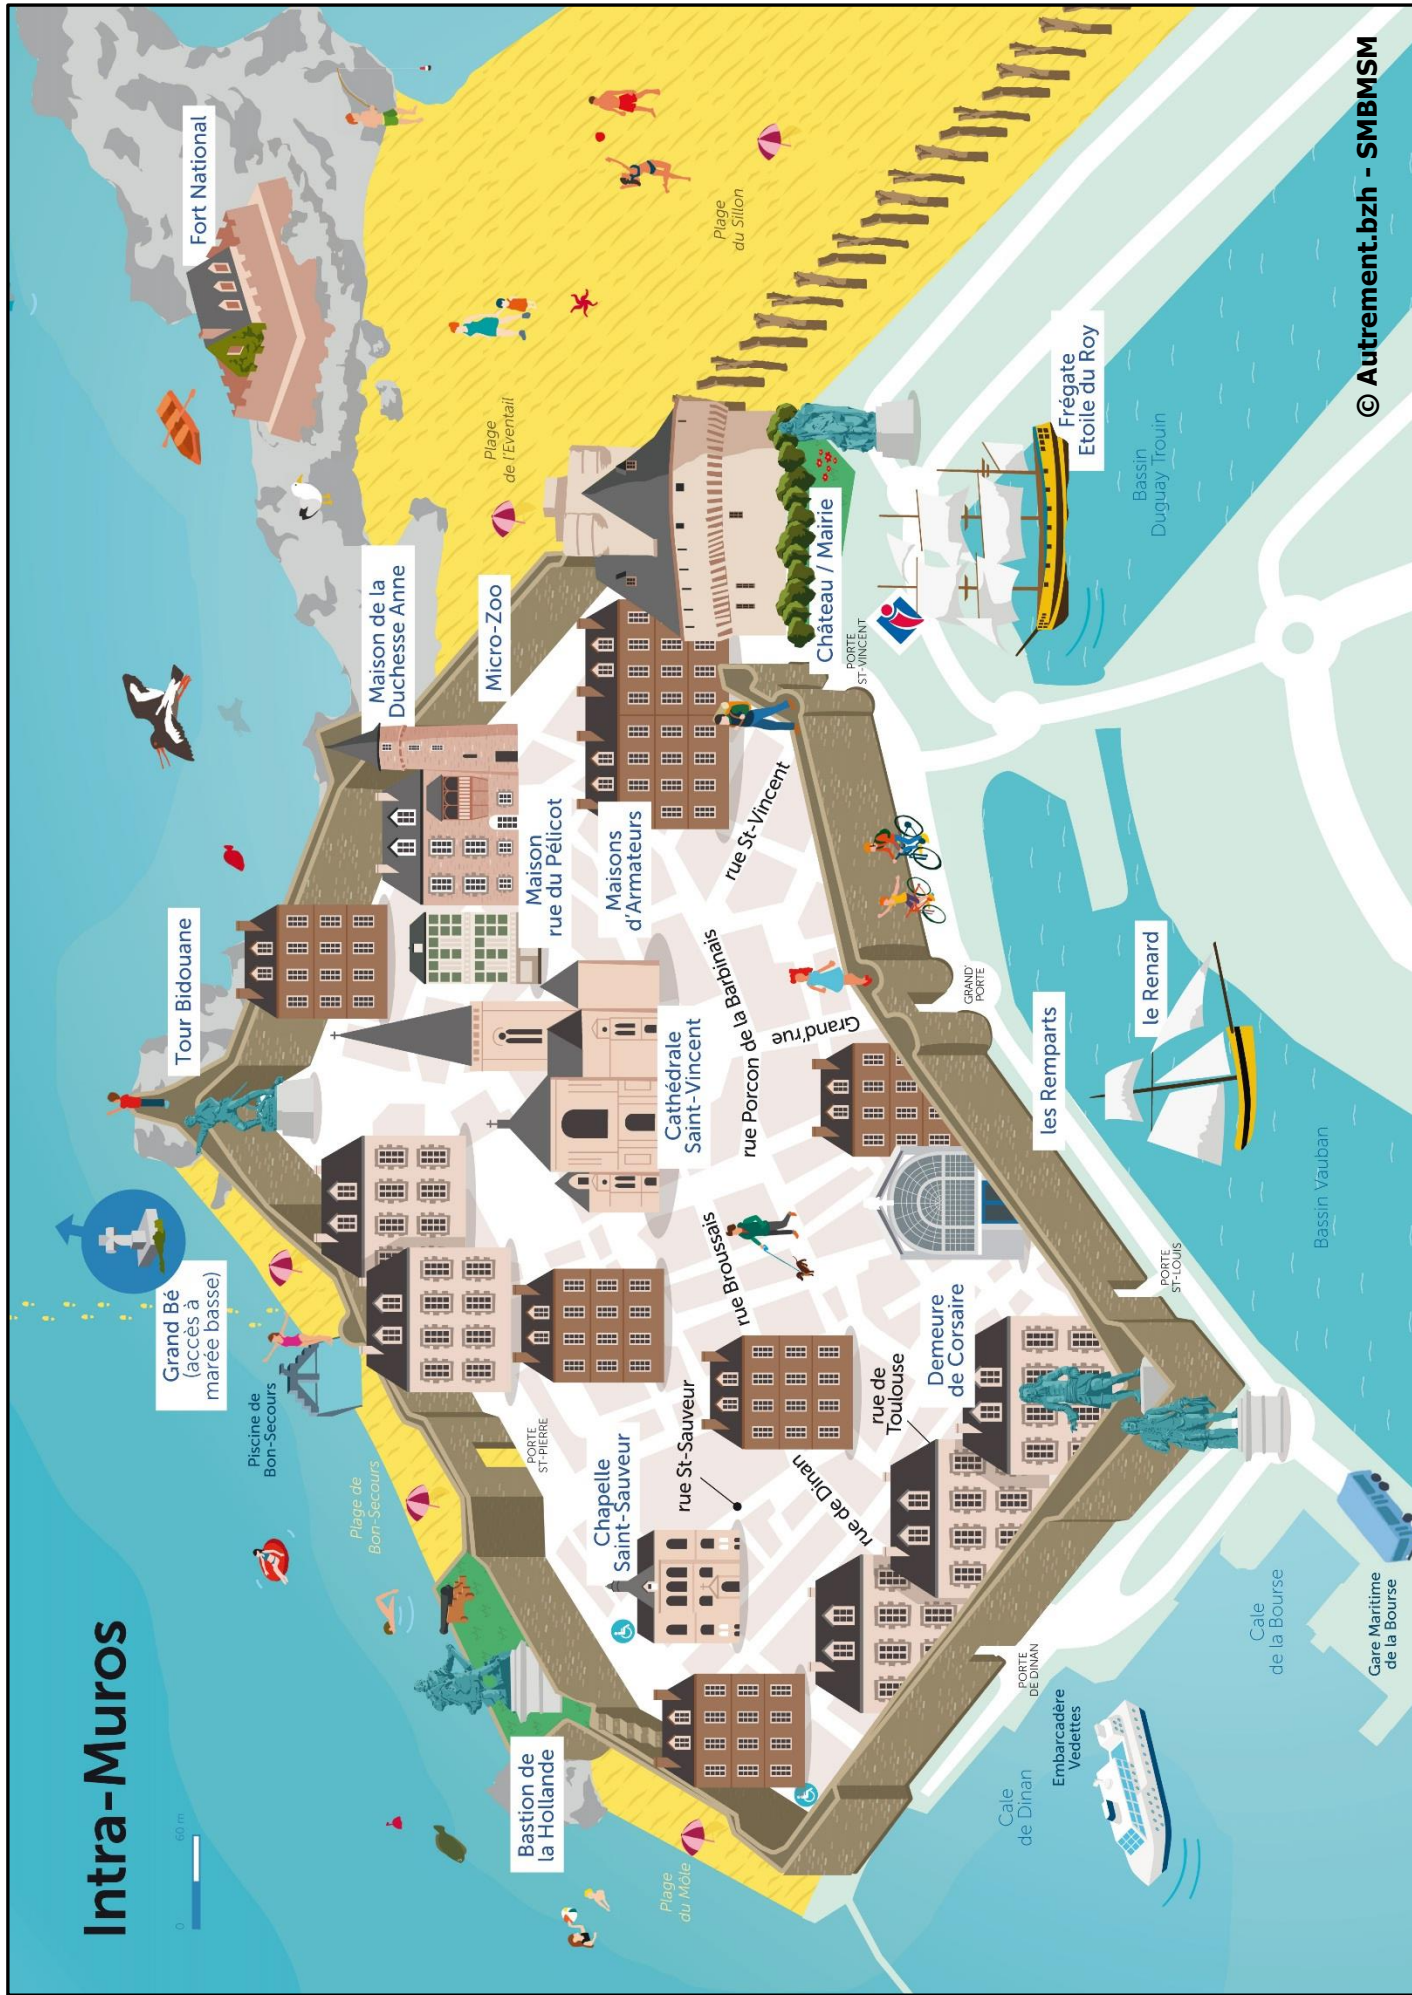 Intra-Muros
0
60 m
Grand Bé
(accès à
marée basse)
Tour Bidouane
Fort National
Piscine de
Bon-Secours
Plage de
Bon-Secours
Maison de la
Duchesse Anne
Micro-Zoo
Plage
de l'Eventail
Plage
du Sillon
Bastion de
la Hollande
PORTE
ST-PIERRE
Maison
rue du Pélicot
Maisons
d'Armateurs
Chapelle
Saint-Sauveur
Cathédrale
Saint-Vincent
Plage
du Môle
rue St-Sauveur
rue Broussais
rue Porcon de la Barbinais
rue St-Vincent
Grand'rue
rue de Dinan
rue de
Toulouse
Demeure
de Corsaire
Château / Mairie
PORTE
ST-VINCENT
GRAND'
PORTE
les Remparts
le Renard
Frégate
Etoile du Roy
Bassin
Duguay Trouin
PORTE
ST-LOUIS
PORTE
DE DINAN
Cale
de Dinan
Embarcadère
Vedettes
Cale
de la Bourse
Bassin Vauban
Gare Maritime
de la Bourse
© Autrement.bzh - SMBMSM